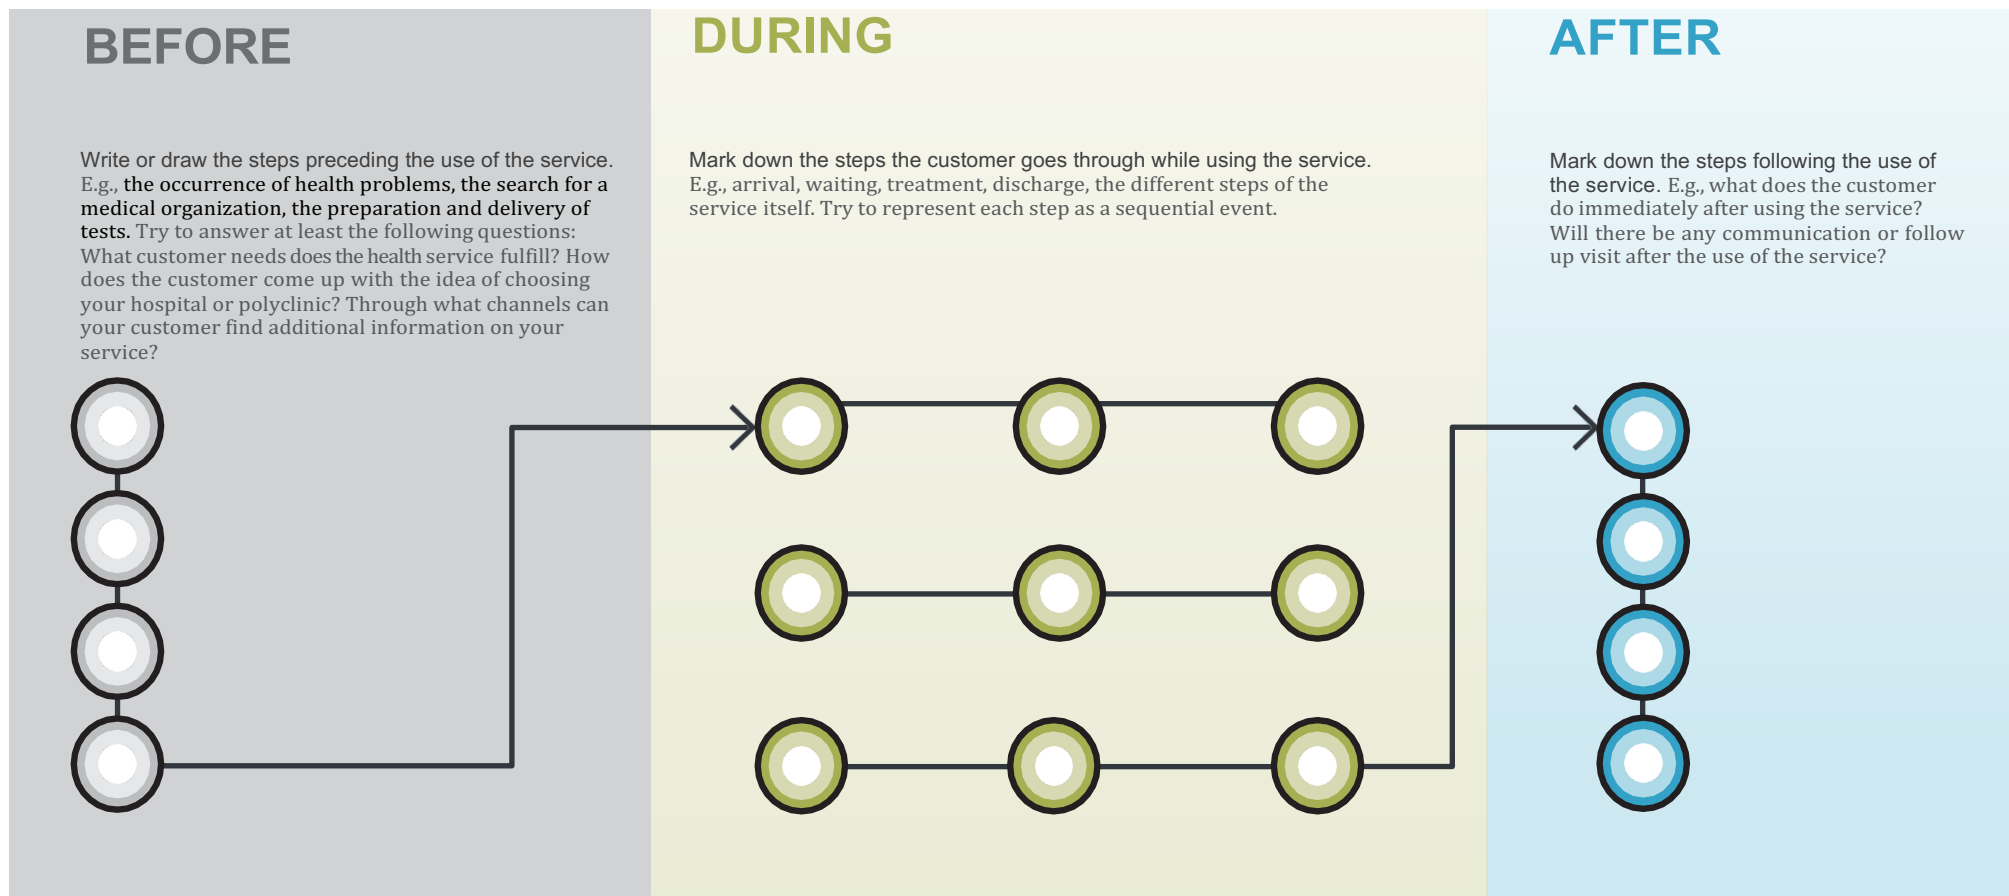 BEFORE
Write or draw the steps preceding the use of the service.
E.g., the occurrence of health problems, the search for a
medical organization, the preparation and delivery of
tests. Try to answer at least the following questions:
What customer needs does the health service fulfill? How
does the customer come up with the idea of choosing
your hospital or polyclinic? Through what channels can
your customer find additional information on your
service?
DURING
Mark down the steps the customer goes through while using the service.
E.g., arrival, waiting, treatment, discharge, the different steps of the
service itself. Try to represent each step as a sequential event.
AFTER
Mark down the steps following the use of
the service. E.g., what does the customer
do immediately after using the service?
Will there be any communication or follow
up visit after the use of the service?